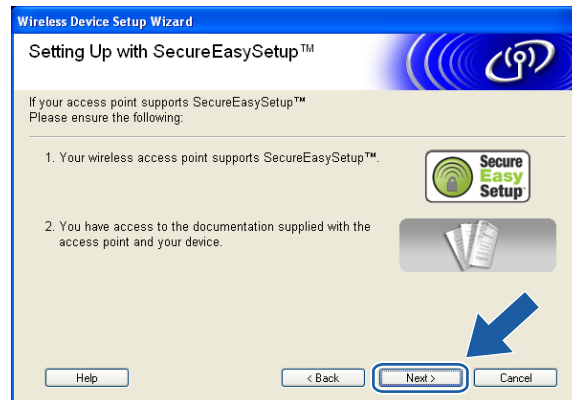 Wireless Device Setup Wizard
Setting Up with SecureEasySetup™
If your access point supports SecureEasySetup™
Please ensure the following:
1. Your wireless access point supports SecureEasySetup™.
Secure
Easy
Setup™
2. You have access to the documentation supplied with the
access point and your device.
Help
< Back
Next >
Cancel